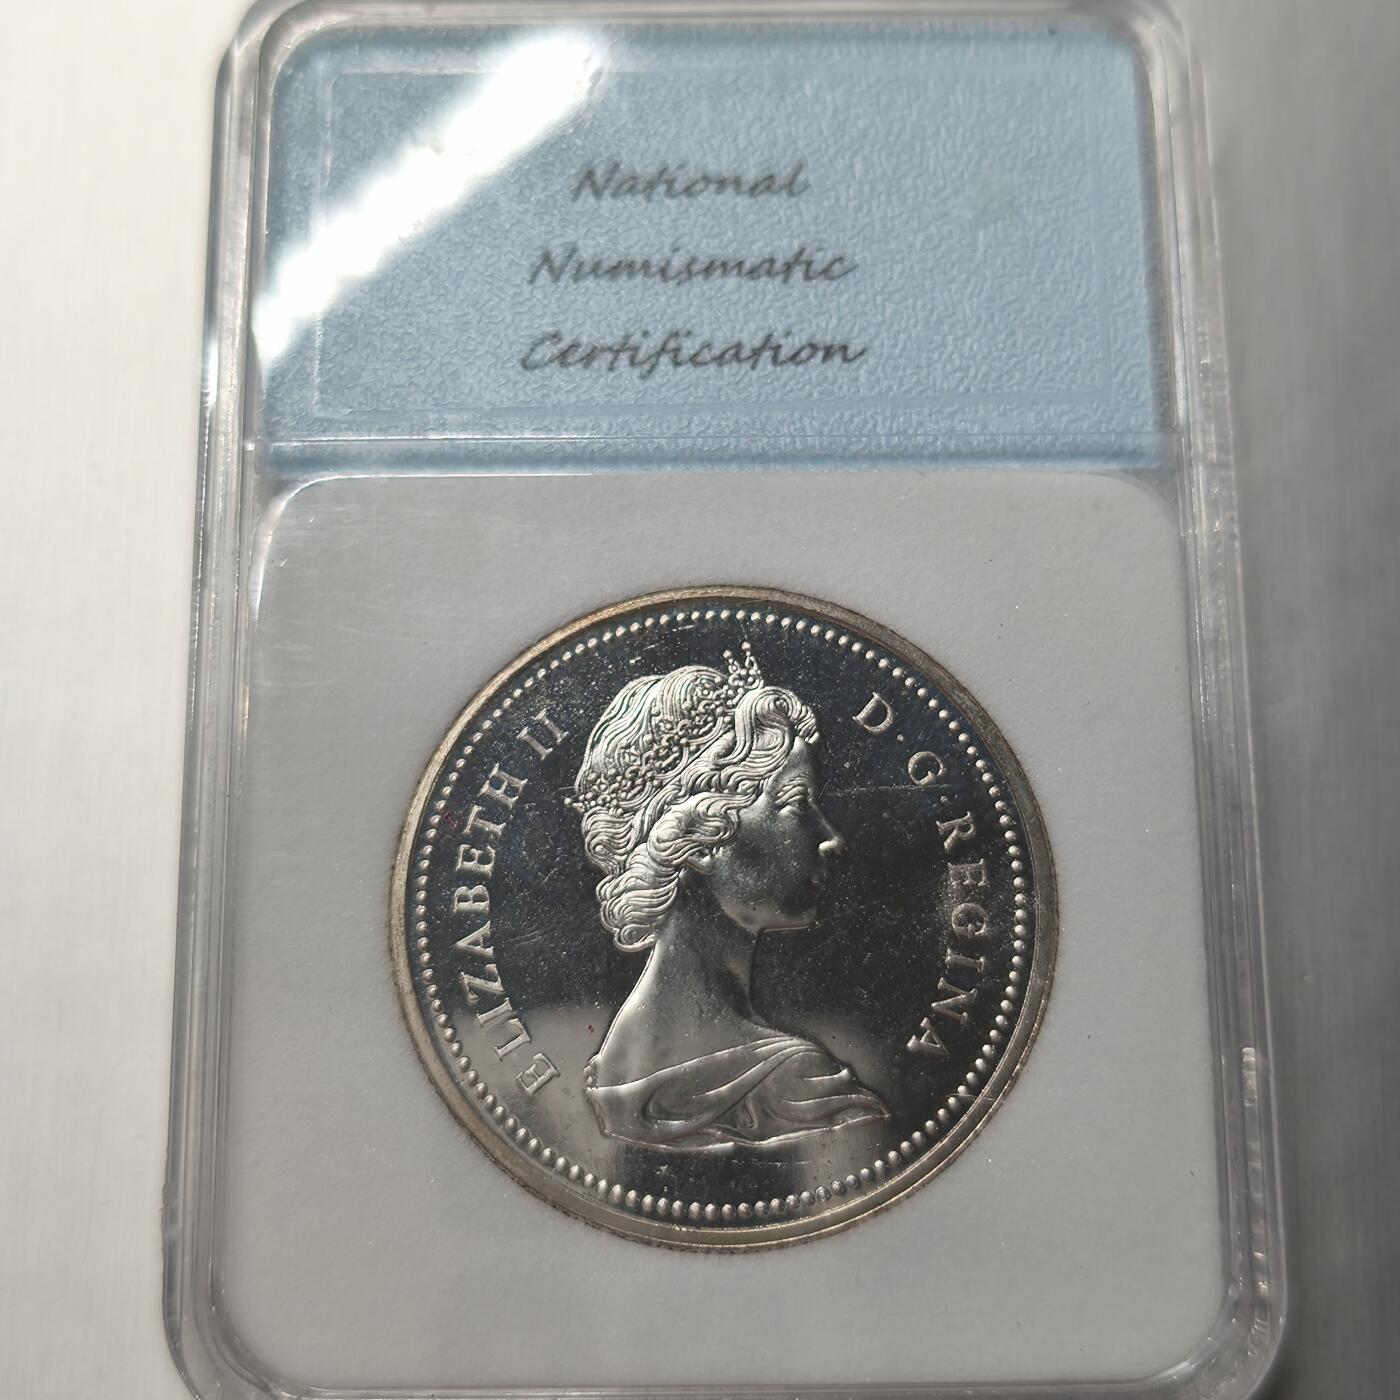 National
Numismatic
Certification
ELIZABETH II D·G·REGINA